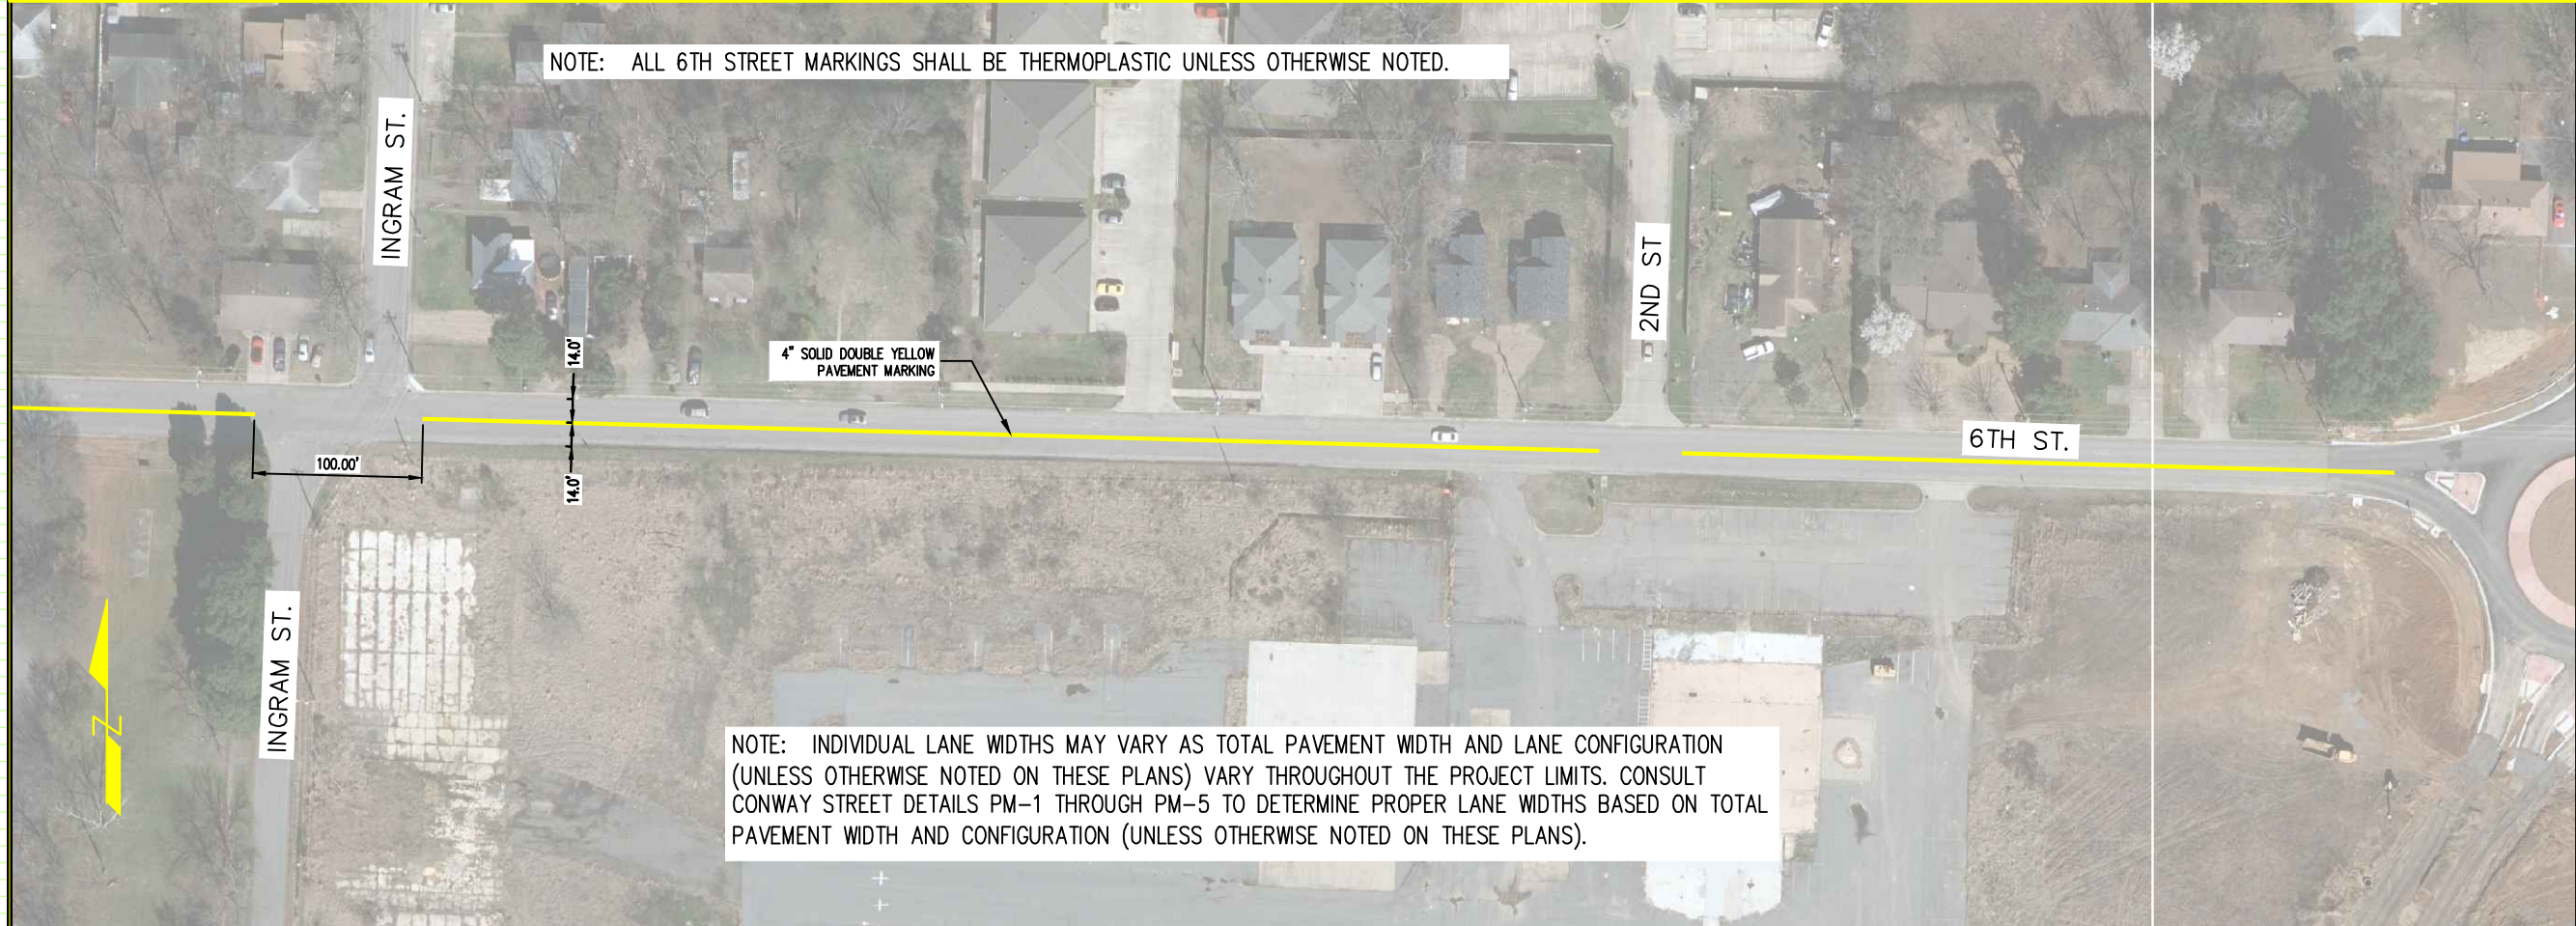 NOTE: ALL 6TH STREET MARKINGS SHALL BE THERMOPLASTIC UNLESS OTHERWISE NOTED.
INGRAM ST.
2ND ST
14.0'
4" SOLID DOUBLE YELLOW
PAVEMENT MARKING
6TH ST.
100.00'
14.0'
INGRAM ST.
N
NOTE: INDIVIDUAL LANE WIDTHS MAY VARY AS TOTAL PAVEMENT WIDTH AND LANE CONFIGURATION
(UNLESS OTHERWISE NOTED ON THESE PLANS) VARY THROUGHOUT THE PROJECT LIMITS. CONSULT
CONWAY STREET DETAILS PM-1 THROUGH PM-5 TO DETERMINE PROPER LANE WIDTHS BASED ON TOTAL
PAVEMENT WIDTH AND CONFIGURATION (UNLESS OTHERWISE NOTED ON THESE PLANS).